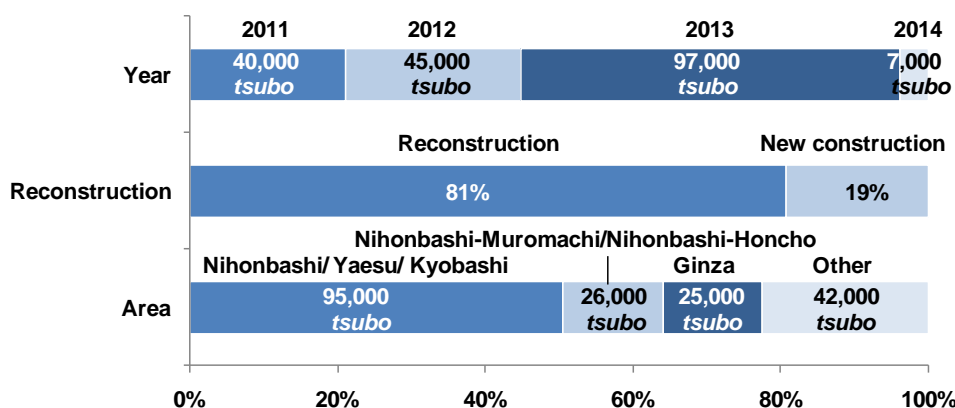 2011 2012 2013 2014
Year
40,000 45,000 97,000 7,000
tsubo tsubo tsubo tsubo
Reconstruction New construction
Reconstruction
81% 19%
Nihonbashi-Muromachi/Nihonbashi-Honcho
Nihonbashi/ Yaesu/ Kyobashi Ginza Other
Area
95,000 26,000 25,000 42,000
tsubo tsubo tsubo tsubo
0% 20% 40% 60% 80% 100%